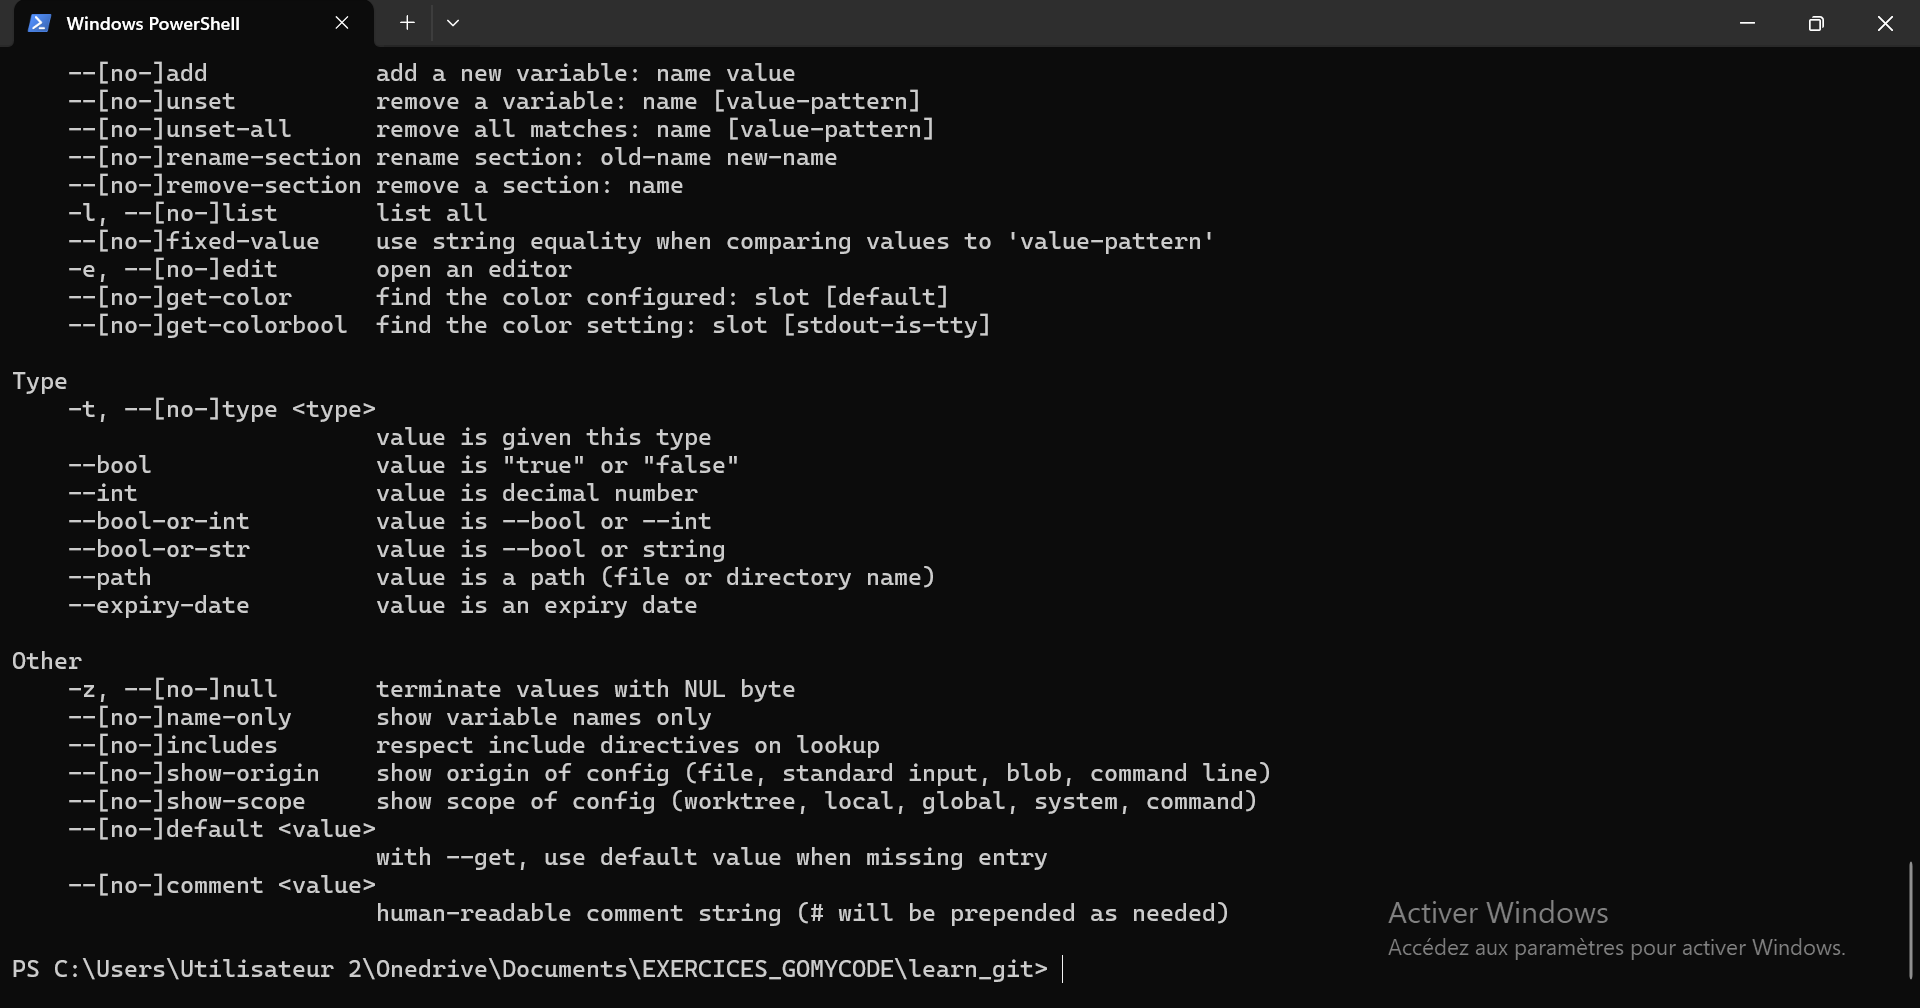 Windows PowerShell
--[no-]add add a new variable: name value
--[no-]unset remove a variable: name [value-pattern]
--[no-]unset-all remove all matches: name [value-pattern]
--[no-]rename-section rename section: old-name new-name
--[no-]remove-section remove a section: name
-l, --[no-]list list all
--[no-]fixed-value use string equality when comparing values to 'value-pattern'
-e, --[no-]edit open an editor
--[no-]get-color find the color configured: slot [default]
--[no-]get-colorbool find the color setting: slot [stdout-is-tty]
Type
-t, --[no-]type <type>
value is given this type
--bool value is "true" or "false"
--int value is decimal number
--bool-or-int value is --bool or --int
--bool-or-str value is --bool or string
--path value is a path (file or directory name)
--expiry-date value is an expiry date
Other
-z, --[no-]null terminate values with NUL byte
--[no-]name-only show variable names only
--[no-]includes respect include directives on lookup
--[no-]show-origin show origin of config (file, standard input, blob, command line)
--[no-]show-scope show scope of config (worktree, local, global, system, command)
--[no-]default <value>
with --get, use default value when missing entry
--[no-]comment <value>
human-readable comment string (# will be prepended as needed)
PS C:\Users\Utilisateur 2\Onedrive\Documents\EXERCICES_GOMYCODE\learn_git>
Activer Windows
Accédez aux paramètres pour activer Windows.